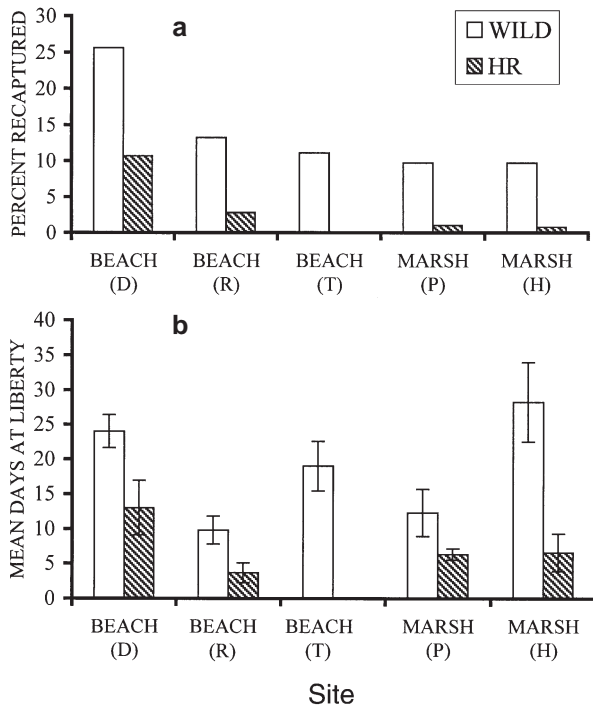 30
a
WILD
HR
25
20
15
10
5
0
PERCENT RECAPTURED
BEACH BEACH BEACH MARSH MARSH
(D) (R) (T) (P) (H)
40
b
35
30
25
20
15
10
5
0
MEAN DAYS AT LIBERTY
BEACH BEACH BEACH MARSH MARSH
(D) (R) (T) (P) (H)
Site